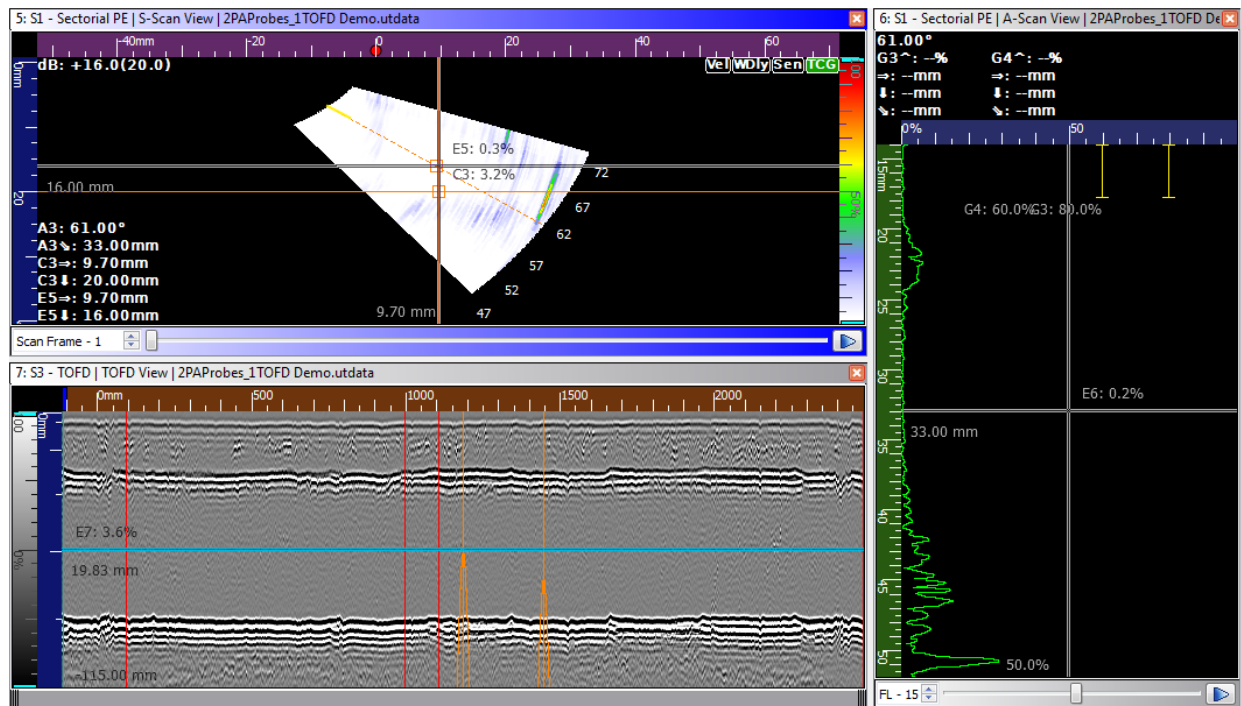 5: S1 - Sectorial PE | S-Scan View | 2PAProbes_1TOFD Demo.utdata
-40mm -20 0 20 40 60
dB: +16.0(20.0)
Vel WDly Sen TCG
0mm
20
E5: 0.3%
C3: 3.2%
16.00 mm
72
67
62
57
52
47
50%
A3: 61.00°
A3⇘: 33.00mm
C3⇒: 9.70mm
C3⬇: 20.00mm
E5⇒: 9.70mm
E5⬇: 16.00mm
9.70 mm
Scan Frame - 1
7: S3 - TOFD | TOFD View | 2PAProbes_1TOFD Demo.utdata
0mm 500 1000 1500 2000
0mm
E7: 3.6%
19.83 mm
-115.00 mm
6: S1 - Sectorial PE | A-Scan View | 2PAProbes_1TOFD De
61.00°
G3^: --% G4^: --%
⇒: --mm ⇒: --mm
⬇: --mm ⬇: --mm
⇘: --mm ⇘: --mm
0% 50
15mm
G4: 60.0% G3: 80.0%
20
25
30
E6: 0.2%
33.00 mm
35
40
45
50
50.0%
FL - 15